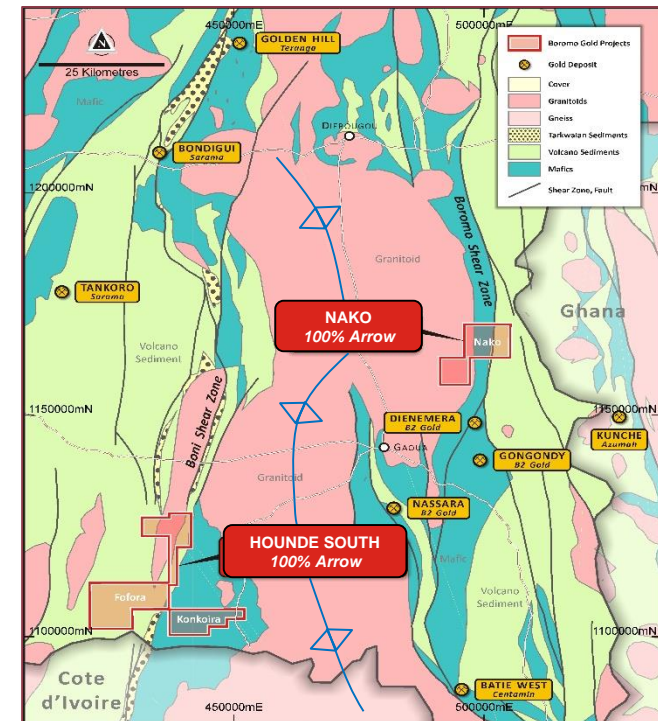 450000mE
500000mE
N
25 Kilometres
GOLDEN HILL
Teranga
Boromo Gold Projects
Gold Deposit
Cover
Granitoids
Gneiss
Tarkwaian Sediments
Volcano Sediments
Mafics
Shear Zone, Fault
Mafic
DIEBOUGOU
BONDIGUI
Sarama
1200000mN
Boromo Shear Zone
Granitoid
TANKORO
Sarama
Ghana
NAKO
100% Arrow
Nako
Volcano
Sediment
Boni Shear Zone
1150000mN
1150000mN
DIENEMERA
B2 Gold
KUNCHE
Azumah
GAOUA
GONGONDY
B2 Gold
Granitoid
NASSARA
B2 Gold
HOUNDE SOUTH
100% Arrow
Mafic
Fofora
Volcano
Sediment
Konkoira
1100000mN
1100000mN
Cote
d'Ivoire
BATIE WEST
Centamin
450000mE
500000mE